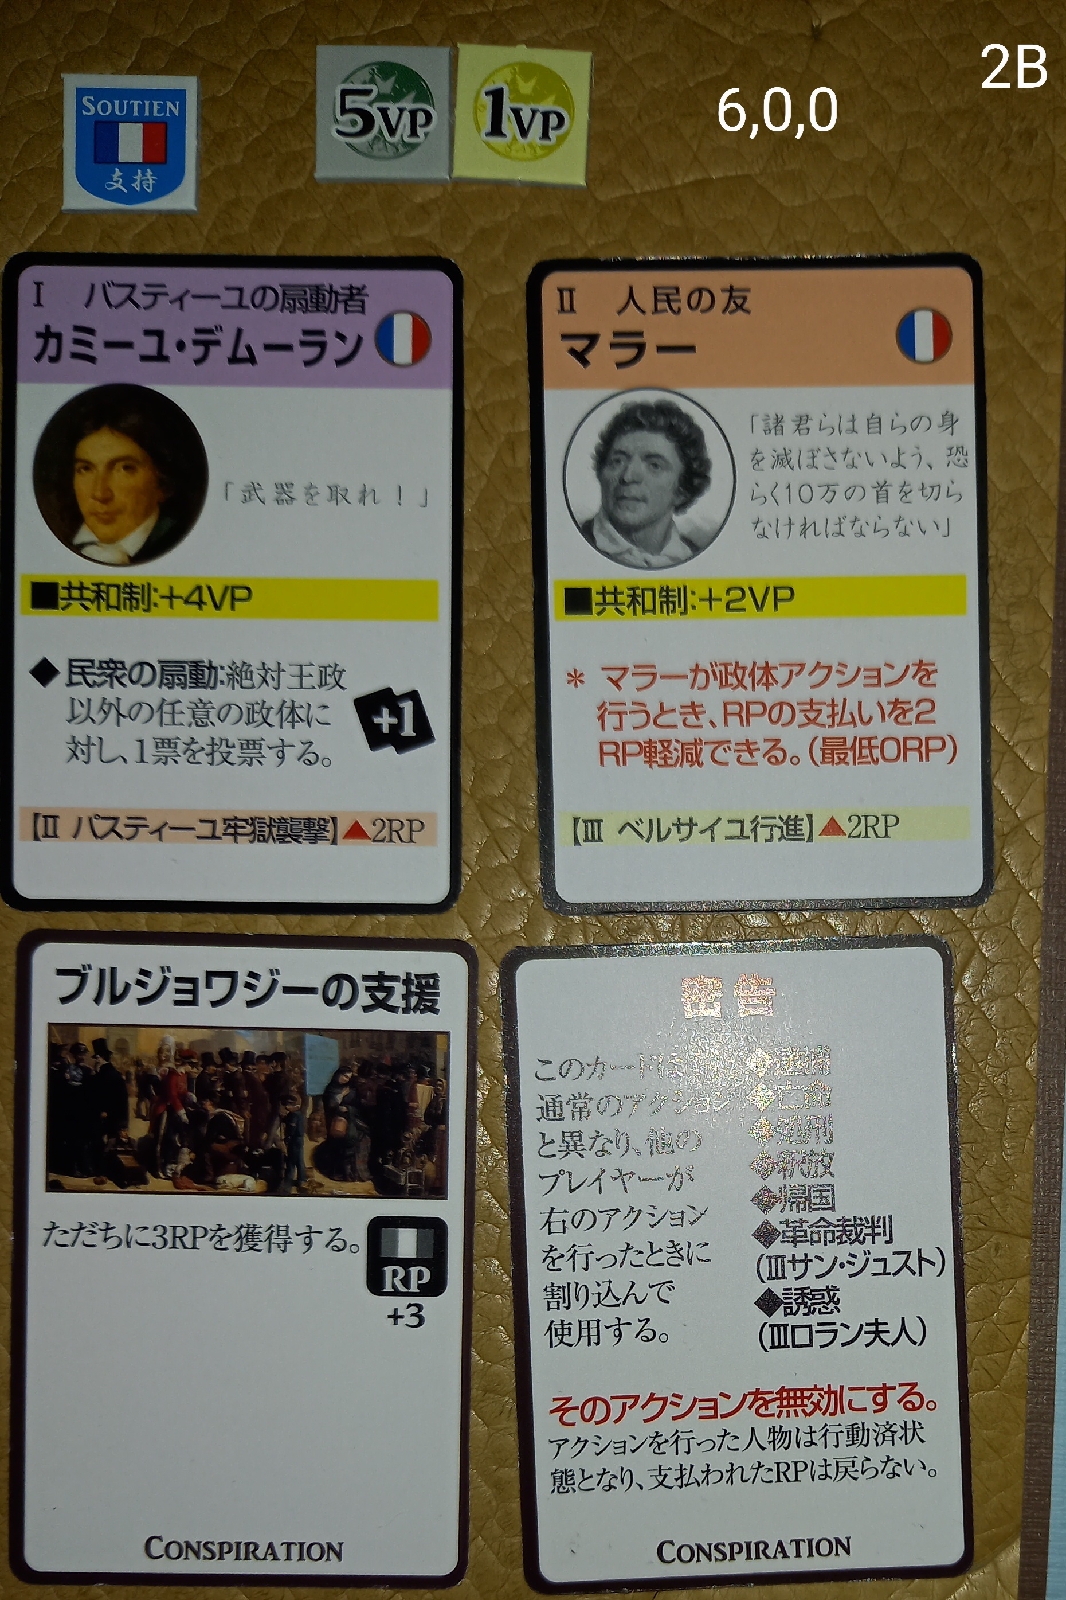 2B
SOUTIEN
支持
5VP
1VP
6,0,0
I バスティーユの扇動者
カミーユ・デムーラン
「武器を取れ！」
■共和制:+4VP
◆民衆の扇動:絶対王政
以外の任意の政体に
対し、1票を投票する。
+1
【II バスティーユ牢獄襲撃】▲2RP
II 人民の友
マラー
「諸君らは自らの身
を滅ぼさないよう、恐
らく10万の首を切ら
なければならない」
■共和制:+2VP
* マラーが政体アクションを
行うとき、RPの支払いを2
RP軽減できる。(最低0RP)
【III ベルサイユ行進】▲2RP
ブルジョワジーの支援
ただちに3RPを獲得する。
RP
+3
CONSPIRATION
密告
このカードは
通常のアクション
と異なり、他の
プレイヤーが
右のアクション
を行ったときに
割り込んで
使用する。
◆逮捕
◆亡命
◆処刑
◆釈放
◆帰国
◆革命裁判
(IIIサン・ジュスト)
◆誘惑
(IIIロラン夫人)
そのアクションを無効にする。
アクションを行った人物は行動済状
態となり、支払われたRPは戻らない。
CONSPIRATION